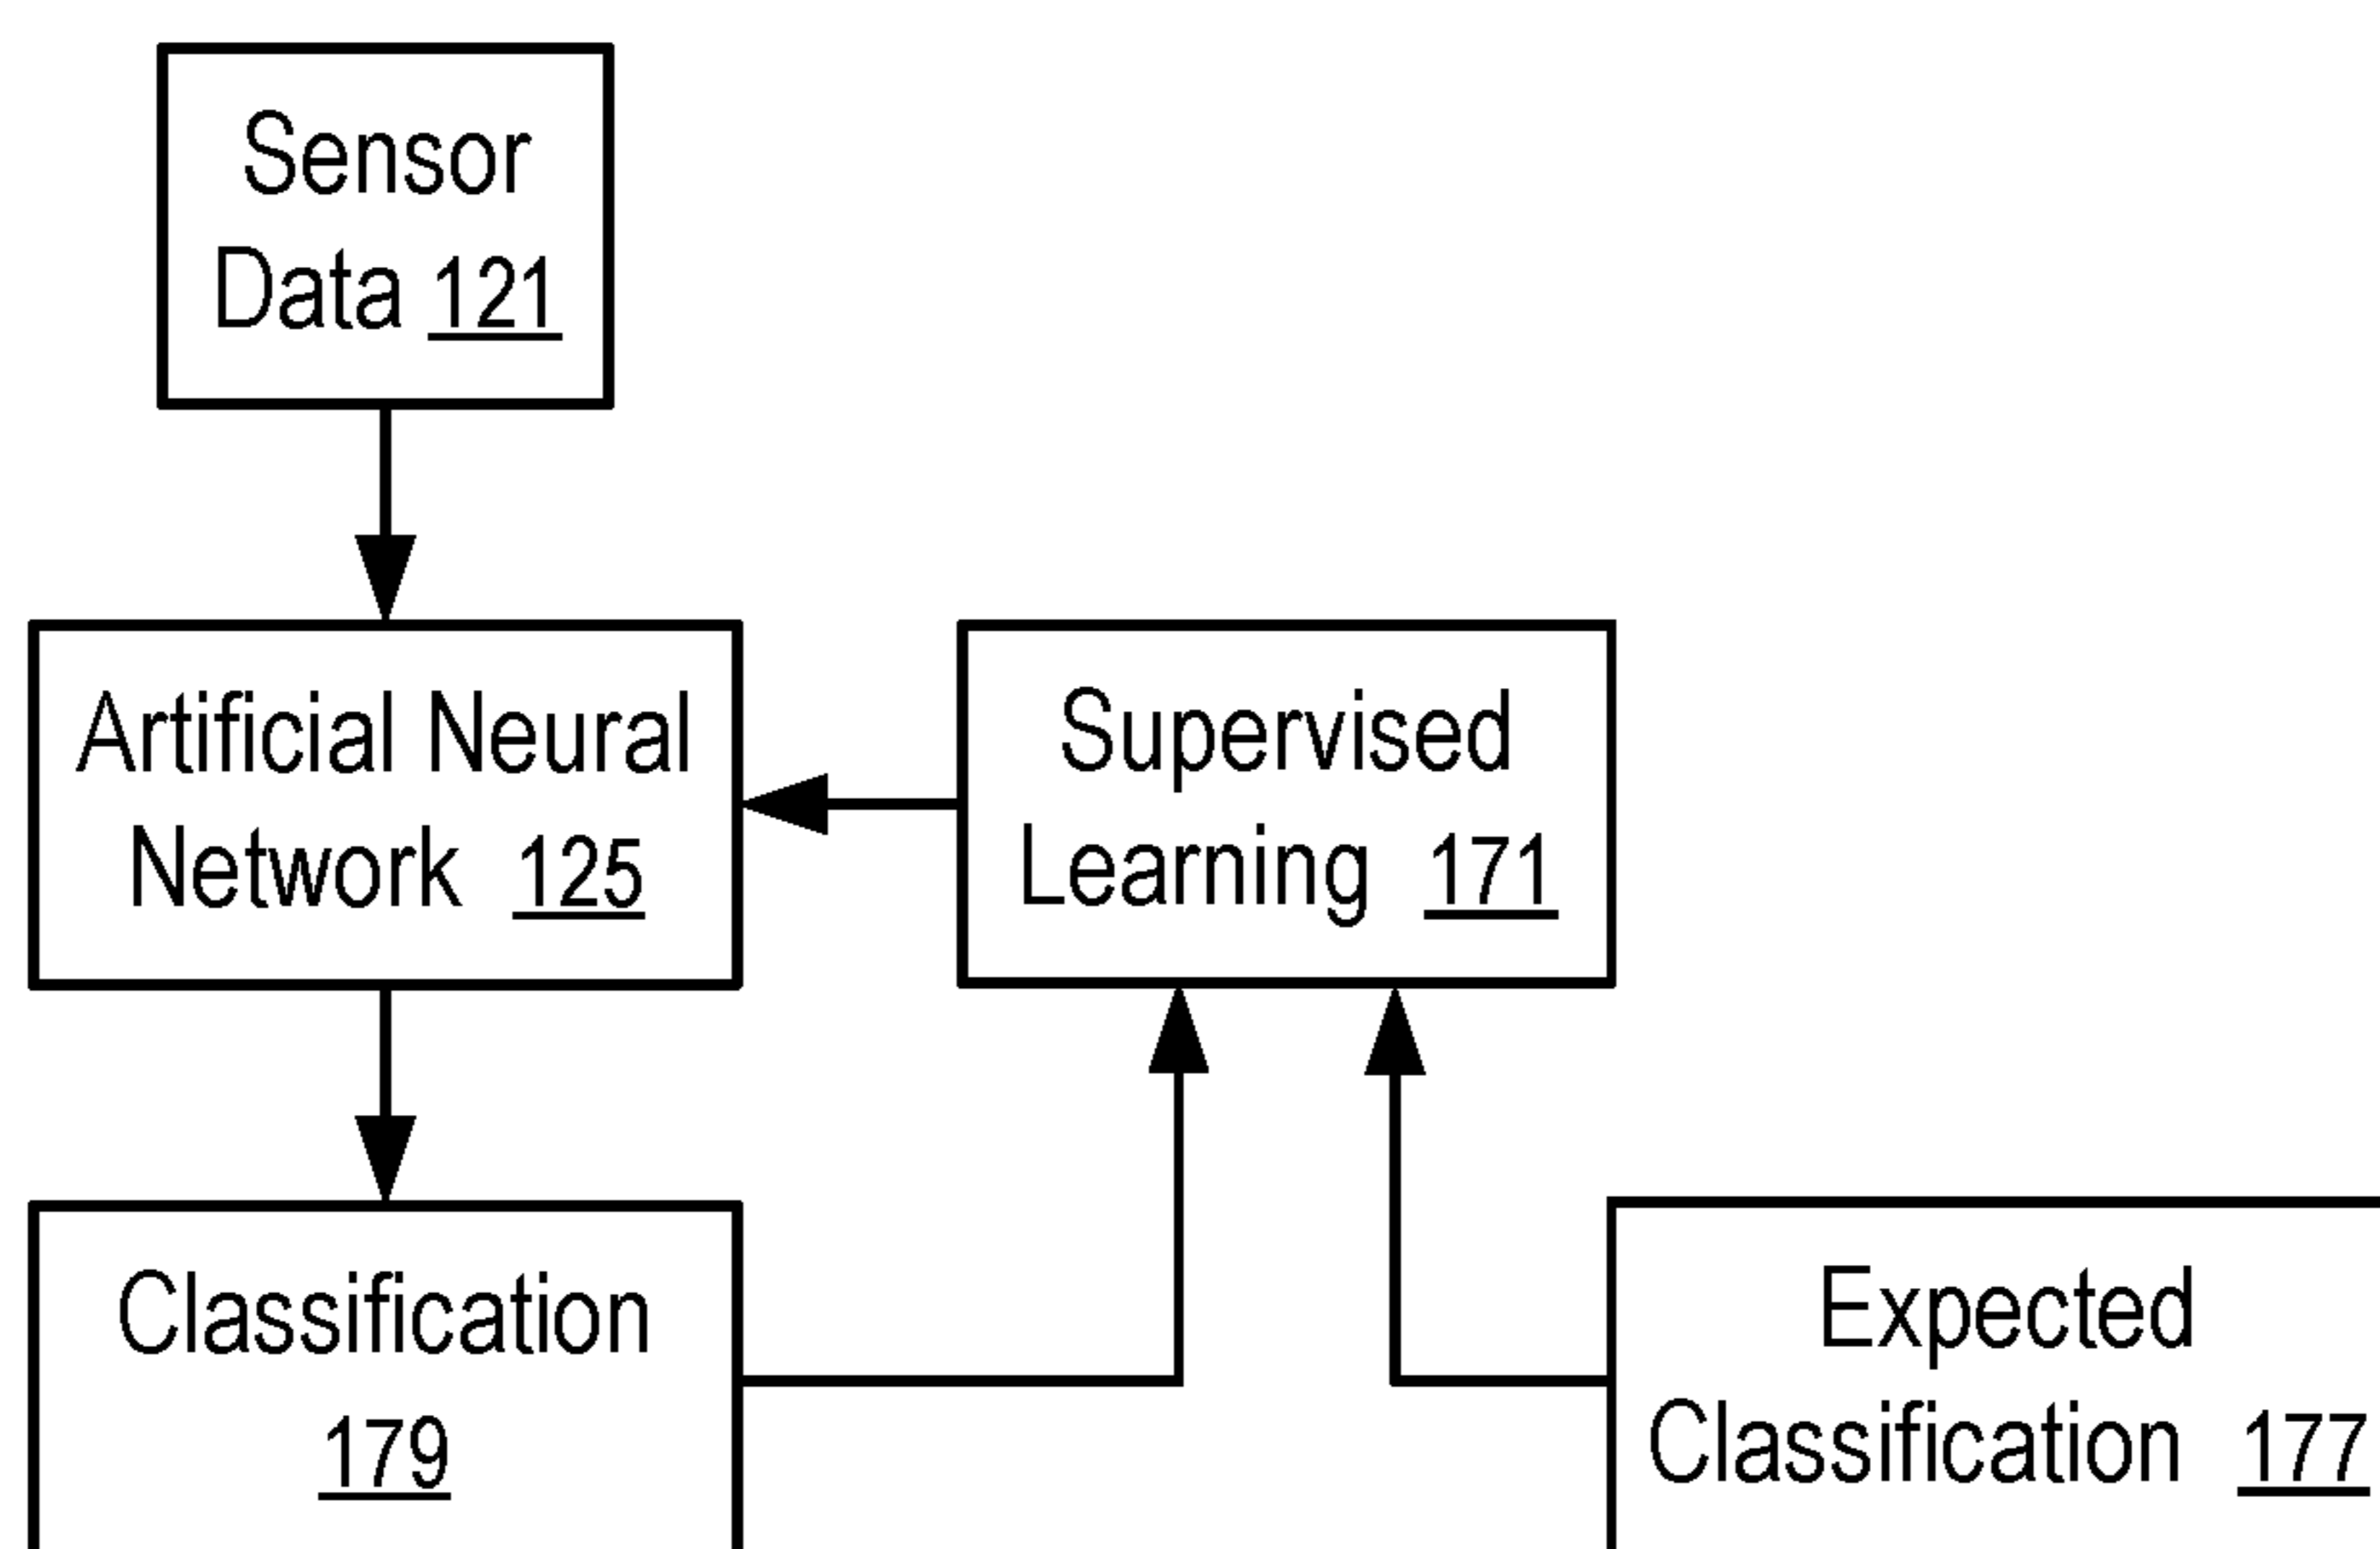 Sensor
Data 121
Artificial Neural
Network 125
Supervised
Learning 171
Classification
179
Expected
Classification 177